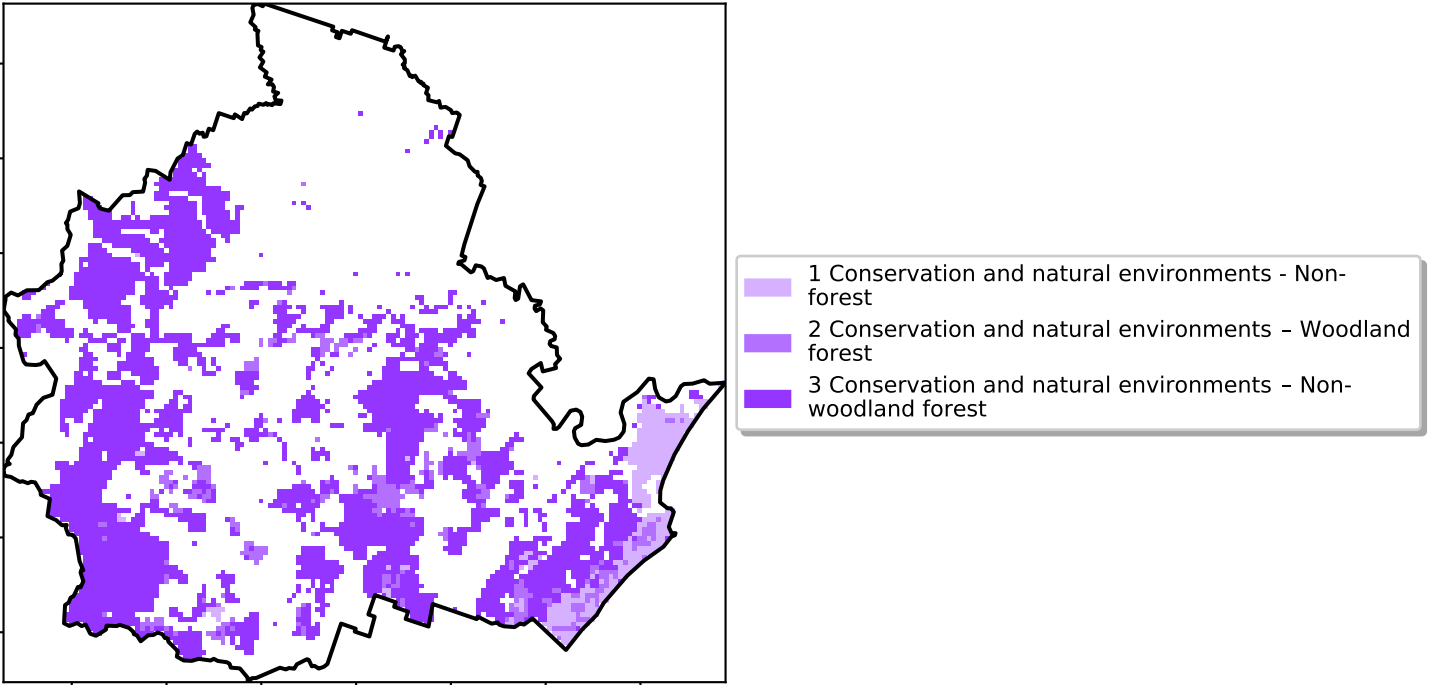 1 Conservation and natural environments - Non-
forest
2 Conservation and natural environments – Woodland
forest
3 Conservation and natural environments – Non-
woodland forest